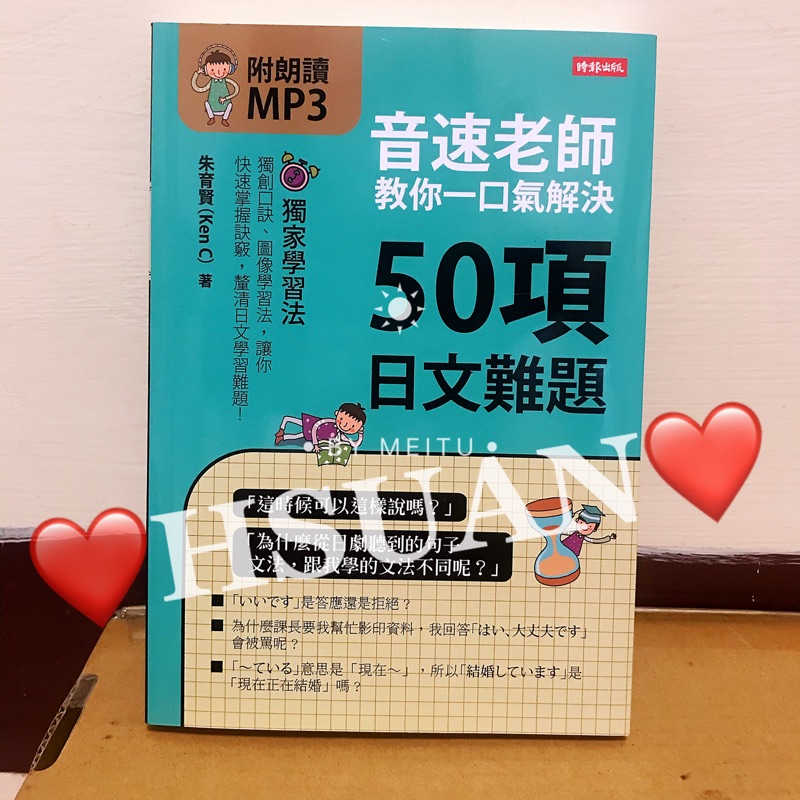 附朗讀
MP3
時報出版
音速老師
教你一口氣解決
50項
日文難題
獨家學習法
獨創口訣、圖像學習法，讓你
快速掌握訣竅，釐清日文學習難題！
朱育賢(Ken C) 著
BY MEITU
HSUAN
「這時候可以這樣說嗎？」
「為什麼從日劇聽到的句子
文法，跟我學的文法不同呢？」
「いいです」是答應還是拒絕？
為什麼課長要我幫忙影印資料，我回答「はい、大丈夫です」
會被罵呢？
「～ている」意思是「現在～」，所以「結婚しています」是
「現在正在結婚」嗎？